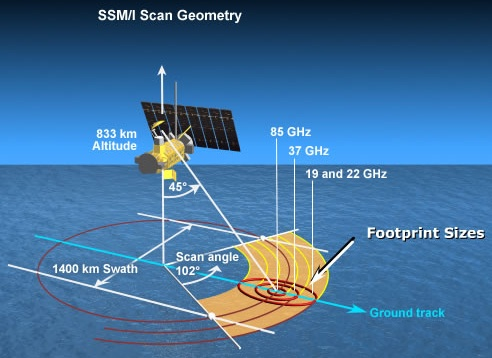 SSM/I Scan Geometry
833 km
Altitude
85 GHz
37 GHz
19 and 22 GHz
45°
Footprint Sizes
Scan angle
102°
1400 km Swath
Ground track